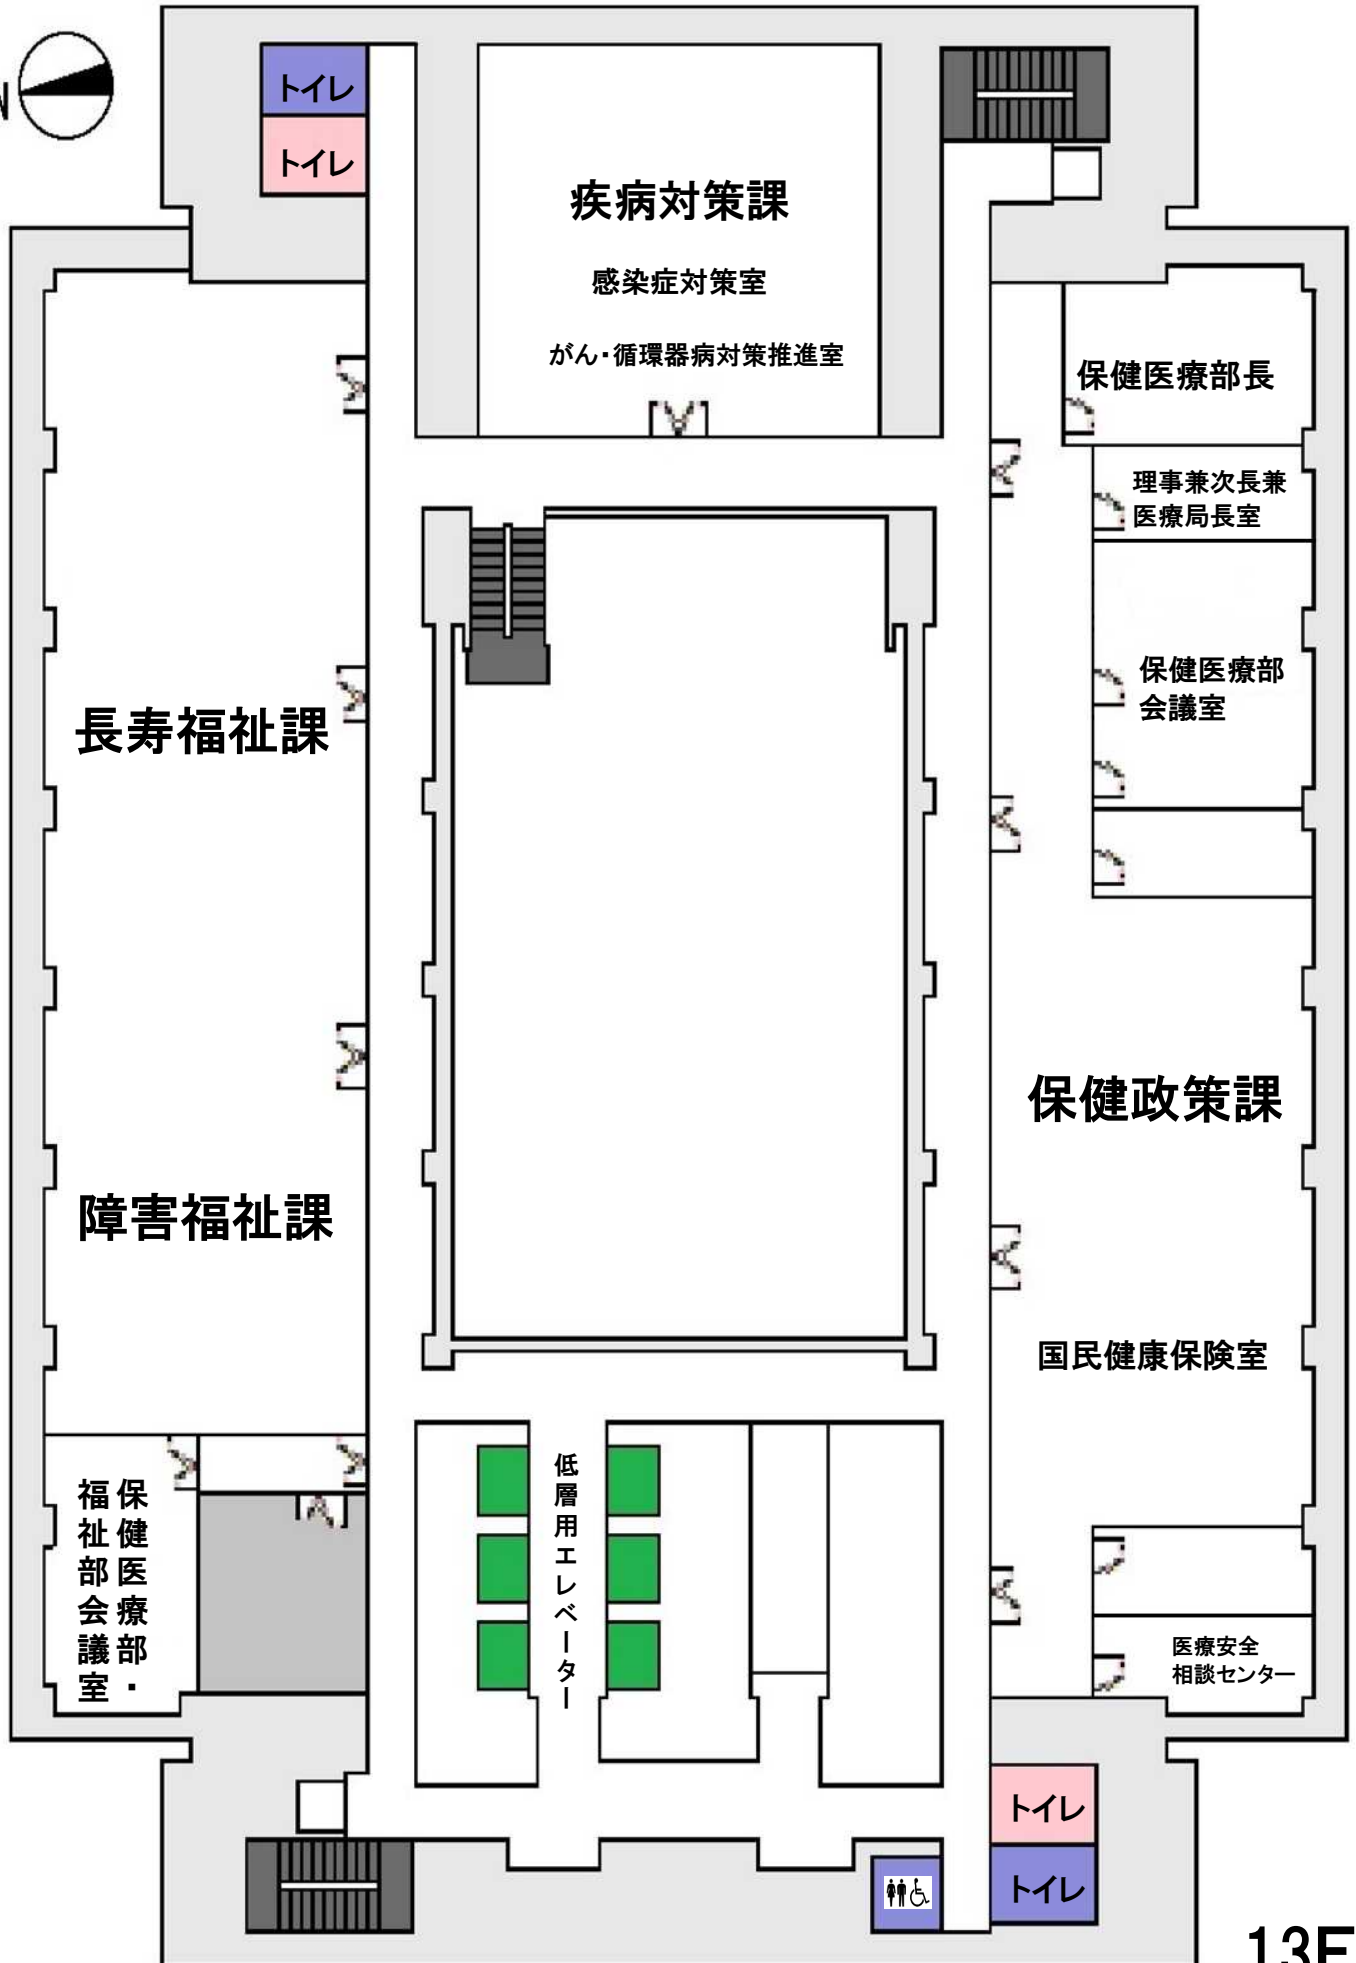 N
トイレ
トイレ
疾病対策課
感染症対策室
がん・循環器病対策推進室
保健医療部長
理事兼次長兼
医療局長室
保健医療部
会議室
長寿福祉課
保健政策課
障害福祉課
国民健康保険室
低層用エレベーター
保健医療部・
福祉部会議室
医療安全
相談センター
トイレ
トイレ
13F